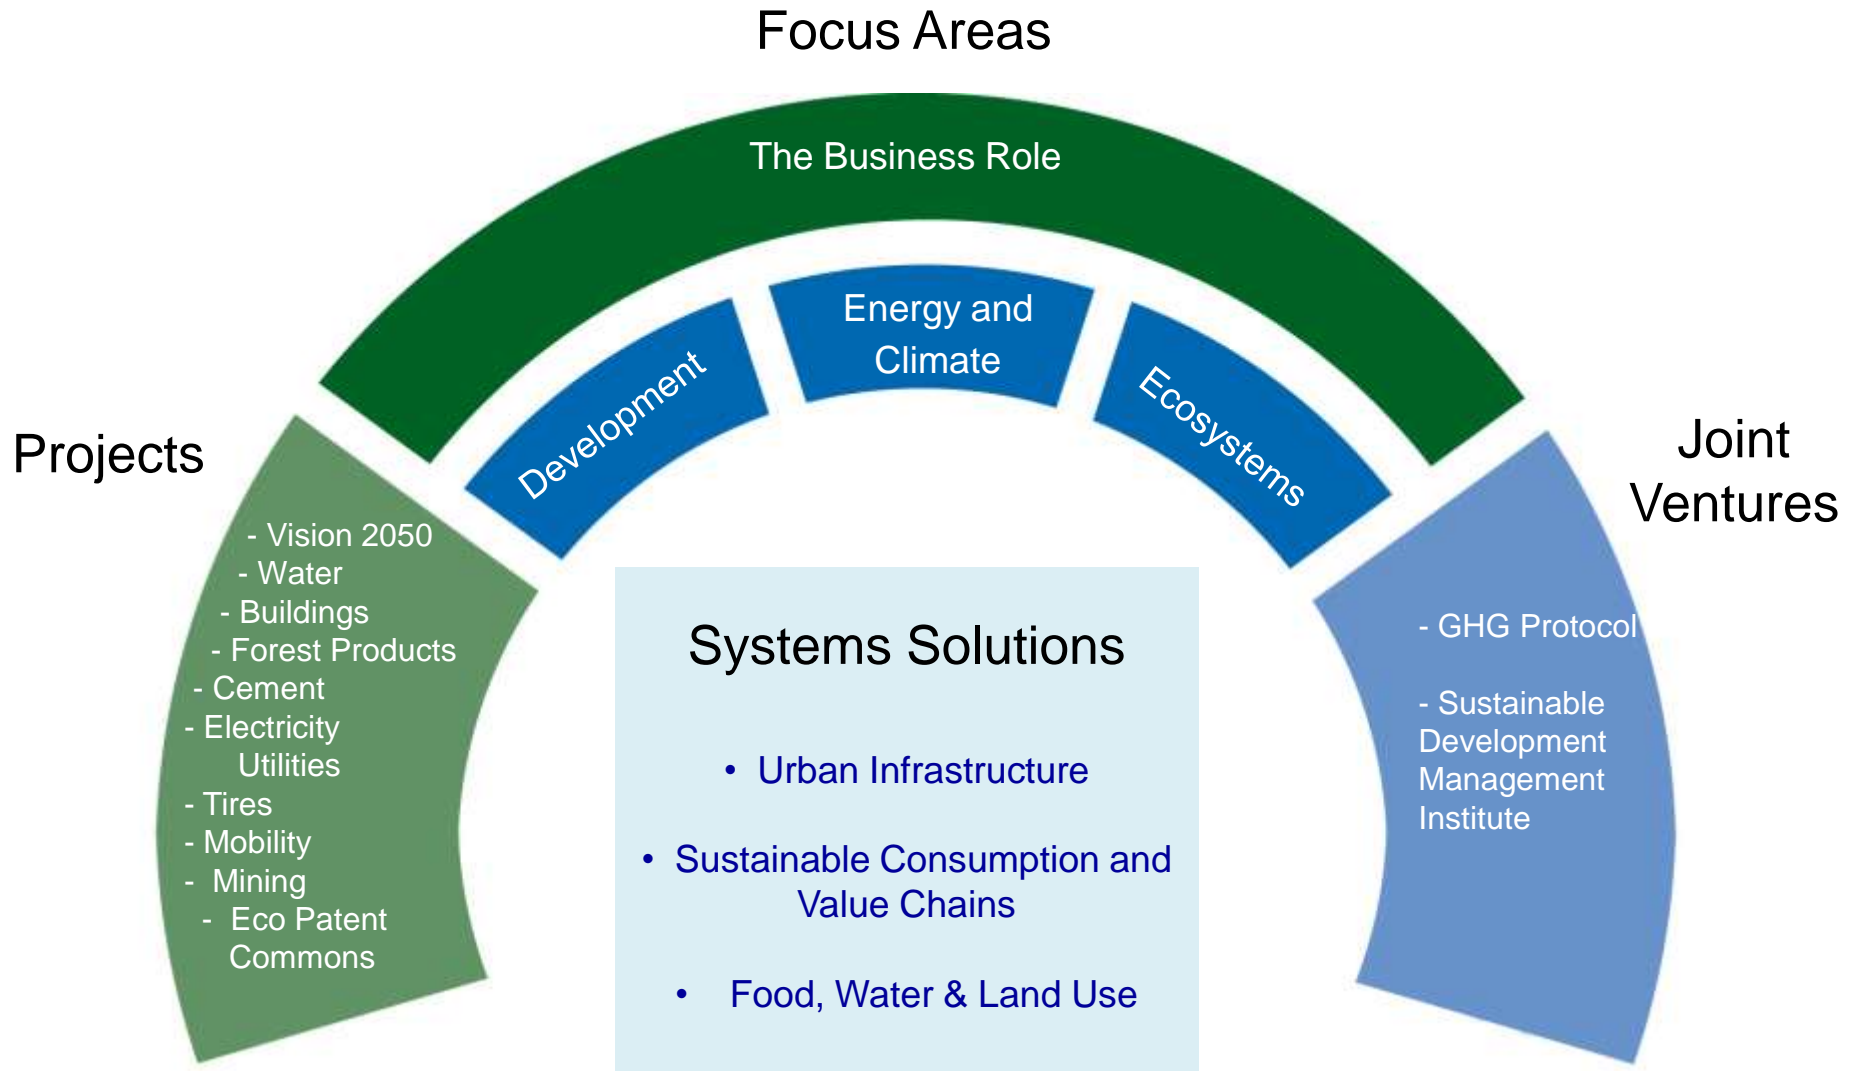 Focus Areas
The Business Role
Energy and
Climate
Development
Ecosystems
Projects
- Vision 2050
- Water
- Buildings
- Forest Products
- Cement
- Electricity
Utilities
- Tires
- Mobility
- Mining
- Eco Patent
Commons
Systems Solutions
• Urban Infrastructure
• Sustainable Consumption and
Value Chains
• Food, Water & Land Use
Joint
Ventures
- GHG Protocol
- Sustainable
Development
Management
Institute